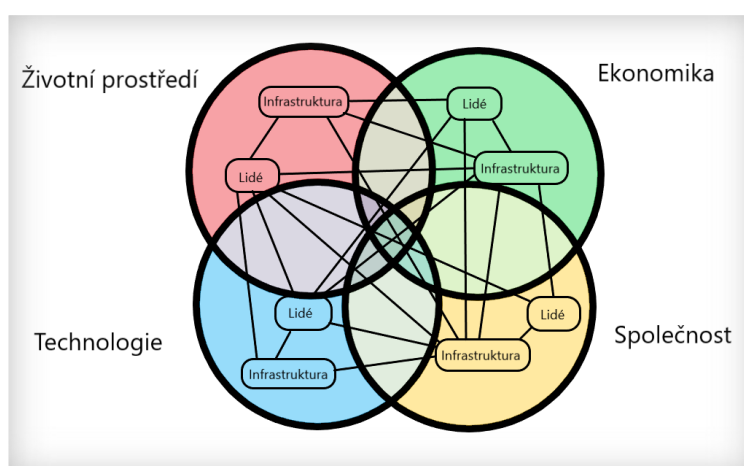 Životní prostředí
Ekonomika
Infrastruktura
Lidé
Infrastruktura
Lidé
Technologie
Společnost
Lidé
Lidé
Infrastruktura
Infrastruktura